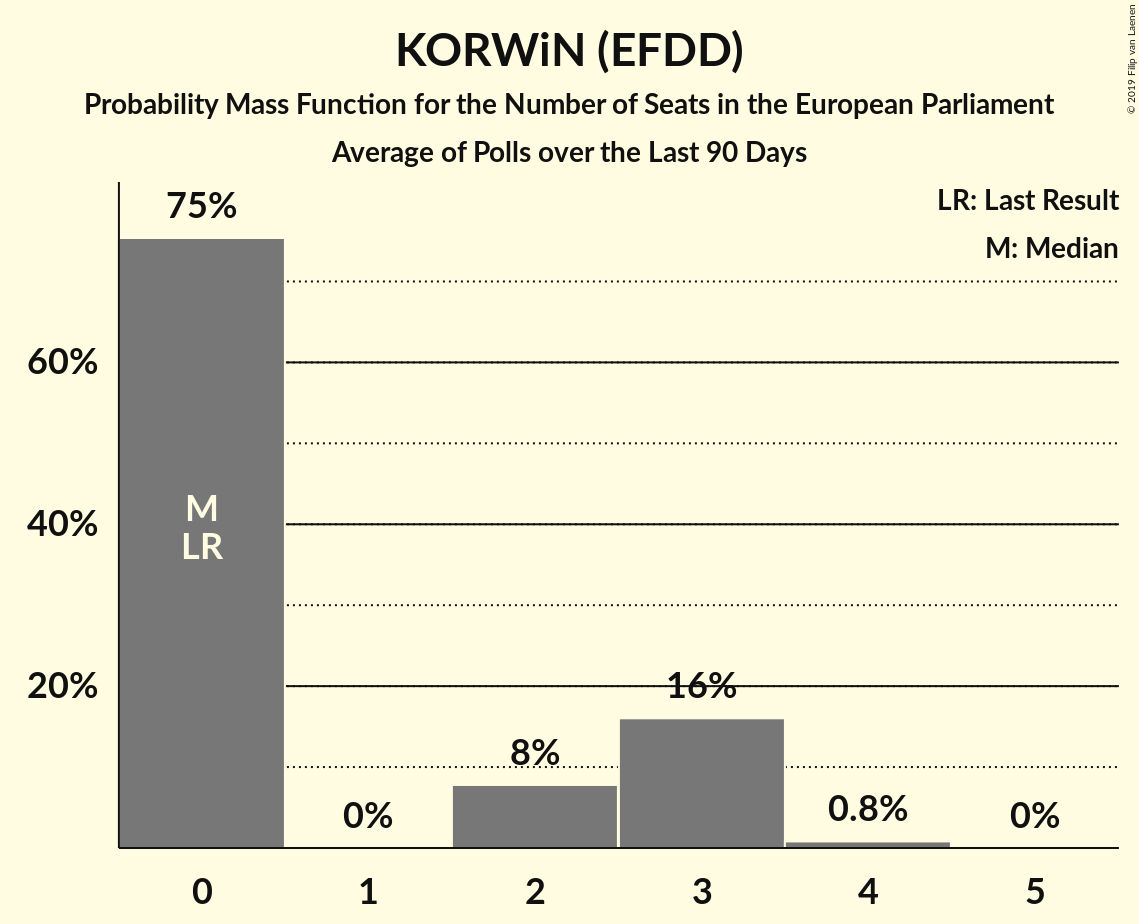 KORWiN (EFDD)
Probability Mass Function for the Number of Seats in the European Parliament
Average of Polls over the Last 90 Days
© 2019 Filip van Laenen
LR: Last Result
M: Median
75%
60%
40%
20%
M
LR
0%
8%
16%
0.8%
0%
0
1
2
3
4
5